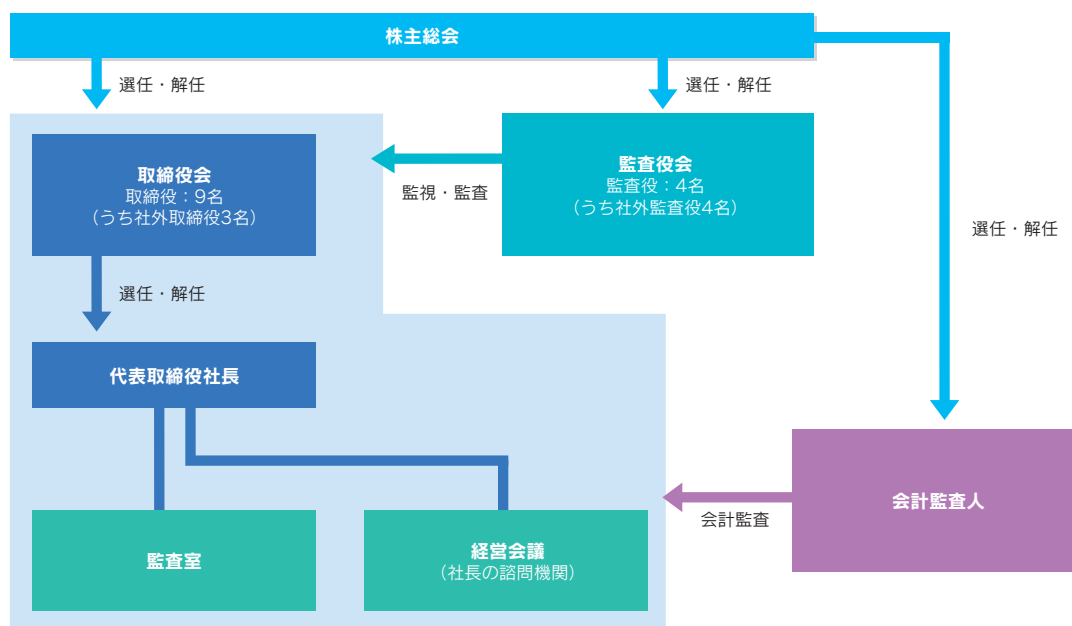 株主総会
選任・解任
選任・解任
取締役会
取締役：9名
（うち社外取締役3名）
監視・監査
監査役会
監査役：4名
（うち社外監査役4名）
選任・解任
選任・解任
代表取締役社長
会計監査人
会計監査
監査室
経営会議
（社長の諮問機関）